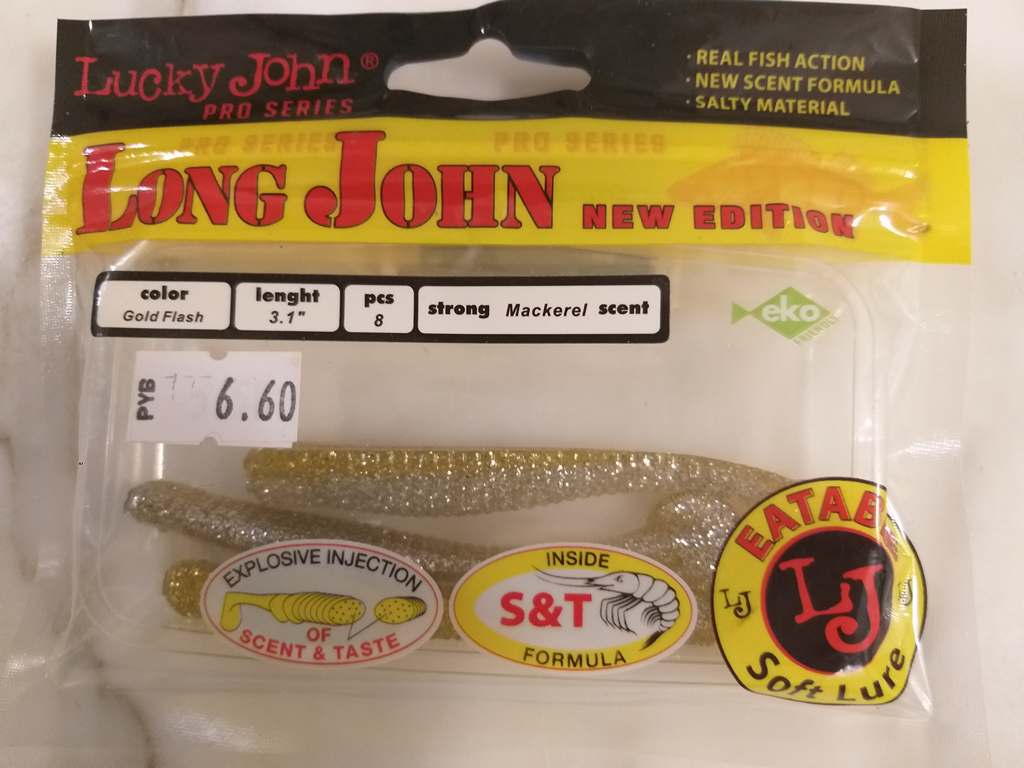 Lucky John®
PRO SERIES
· REAL FISH ACTION
· NEW SCENT FORMULA
· SALTY MATERIAL
PRO SERIES PRO SERIES
LONG JOHN NEW EDITION
color
Gold Flash
lenght
3.1"
pcs
8
strong Mackerel scent
eko
FRIENDLY
PYB 6.60
EXPLOSIVE INJECTION
OF
SCENT & TASTE
INSIDE
S&T
FORMULA
LJ
LJ
Soft Lure